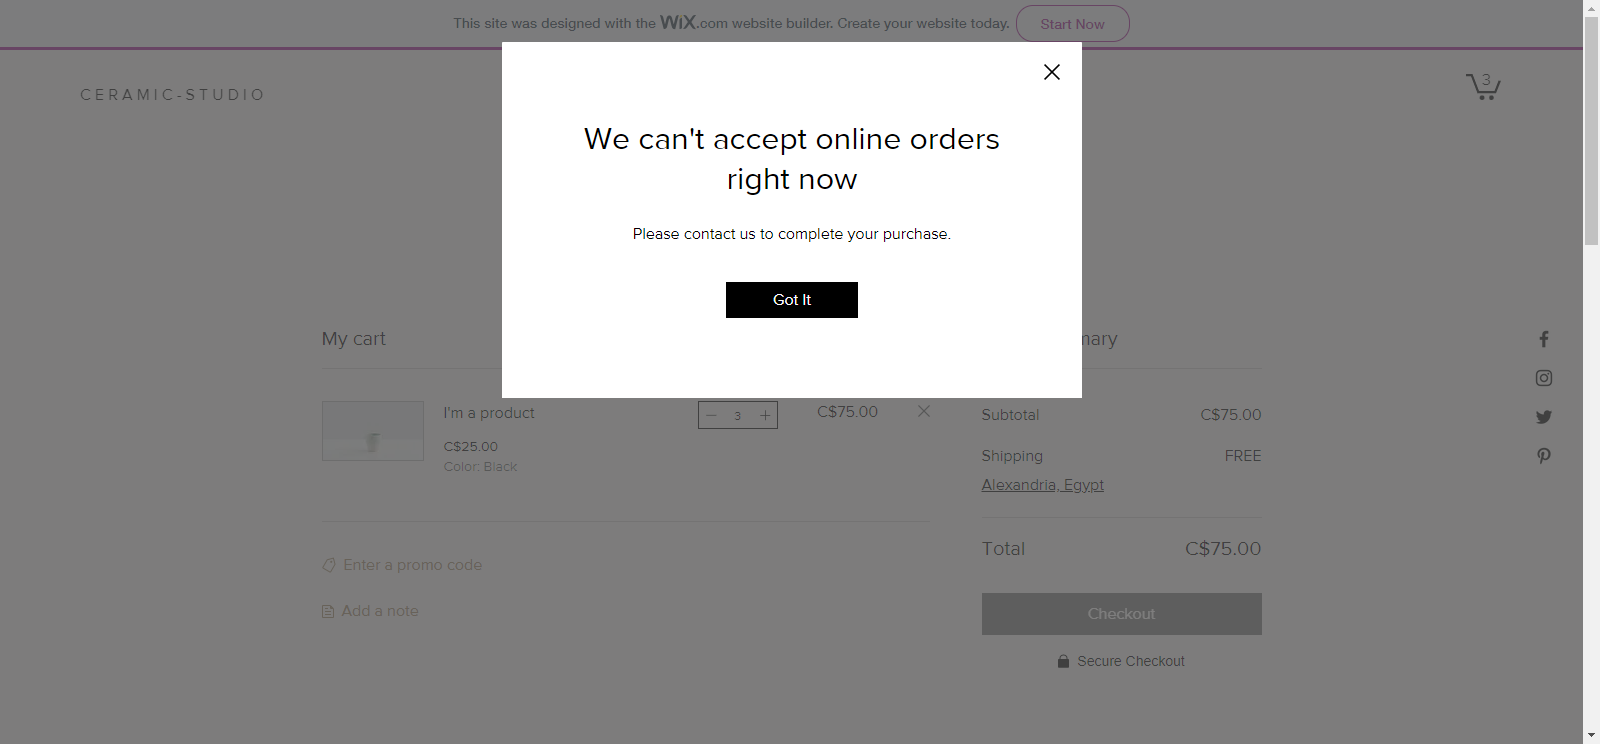 This site was designed with the WiX.com website builder. Create your website today. Start Now
CERAMIC-STUDIO
3
We can't accept online orders
right now
Please contact us to complete your purchase.
Got It
My cart
mary
I'm a product
3
C$75.00
C$25.00
Color: Black
Subtotal C$75.00
Shipping FREE
Alexandria, Egypt
Enter a promo code
Total C$75.00
Add a note
Checkout
Secure Checkout